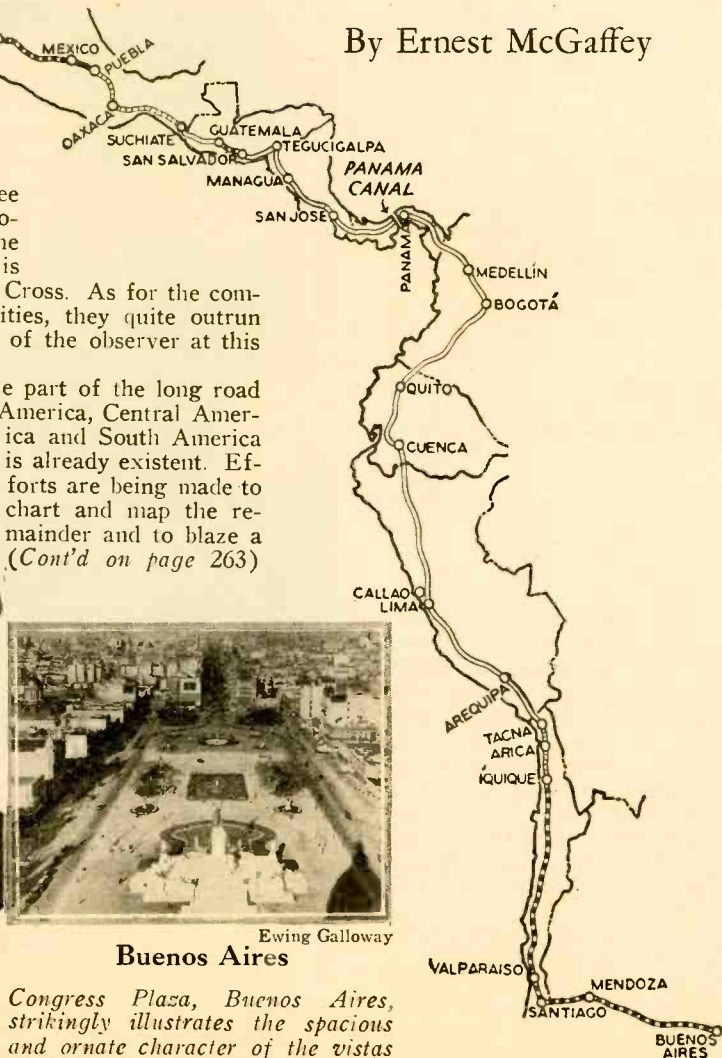 By Ernest McGaffey
MEXICO
PUEBLA
OAXACA
SUCHIATE
GUATEMALA
SAN SALVADOR
TEGUCIGALPA
MANAGUA
PANAMA
CANAL
SAN JOSE
PANAMA
MEDELLÍN
BOGOTÁ
QUITO
CUENCA
CALLAO
LIMA
AREQUIPA
TACNA
ARICA
IQUIQUE
VALPARAISO
SANTIAGO
MENDOZA
BUENOS
AIRES
ee
o-
ne
is
Cross. As for the com-
ities, they quite outrun
of the observer at this
e part of the long road
America, Central Amer-
ica and South America
is already existent. Ef-
forts are being made to
chart and map the re-
mainder and to blaze a
(Cont'd on page 263)
Ewing Galloway
Buenos Aires
Congress Plaza, Buenos Aires,
strikingly illustrates the spacious
and ornate character of the vistas